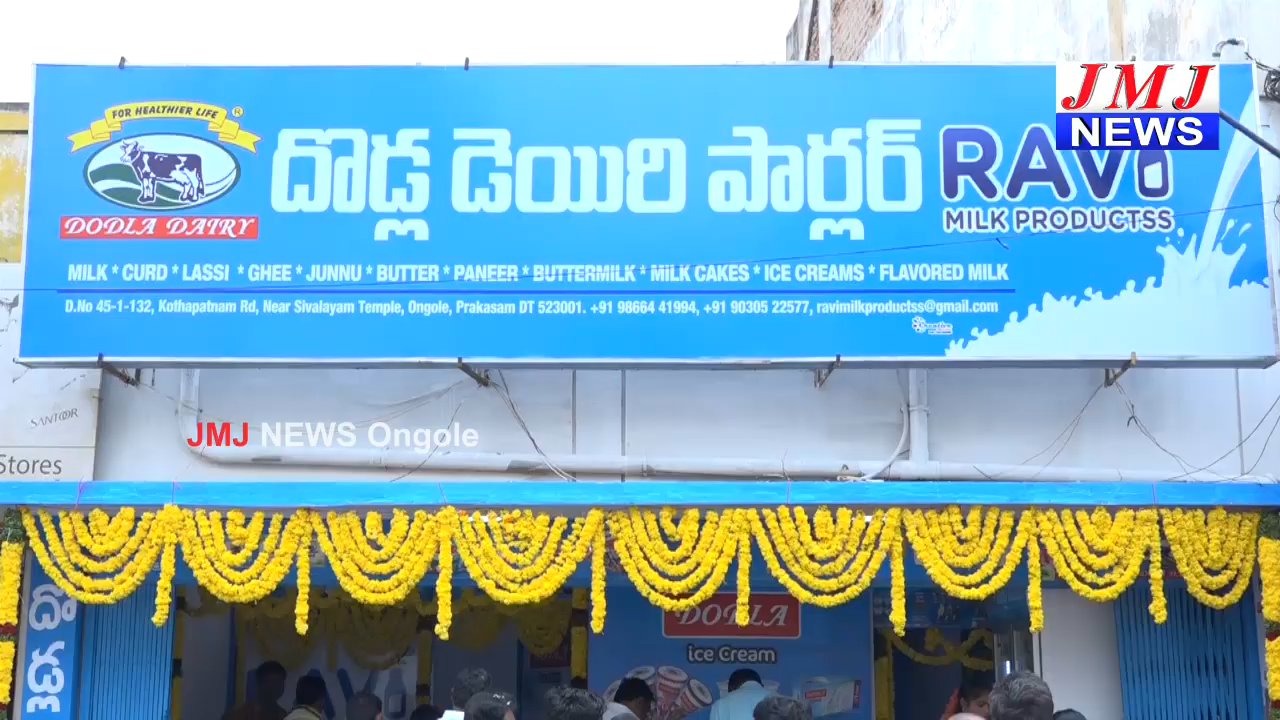 JMJ
NEWS
FOR HEALTHIER LIFE ®
DODLA DAIRY
దొడ్ల డెయిరి పార్లర్
RAVi
MILK PRODUCTSS
MILK * CURD * LASSI * GHEE * JUNNU * BUTTER * PANEER * BUTTERMILK * MILK CAKES * ICE CREAMS * FLAVORED MILK
D.No 45-1-132, Kothapatnam Rd, Near Sivalayam Temple, Ongole, Prakasam DT 523001. +91 98664 41994, +91 90305 22577, ravimilkproductss@gmail.com
SANTOOR
Stores
JMJ NEWS Ongole
DODLA
ice Cream